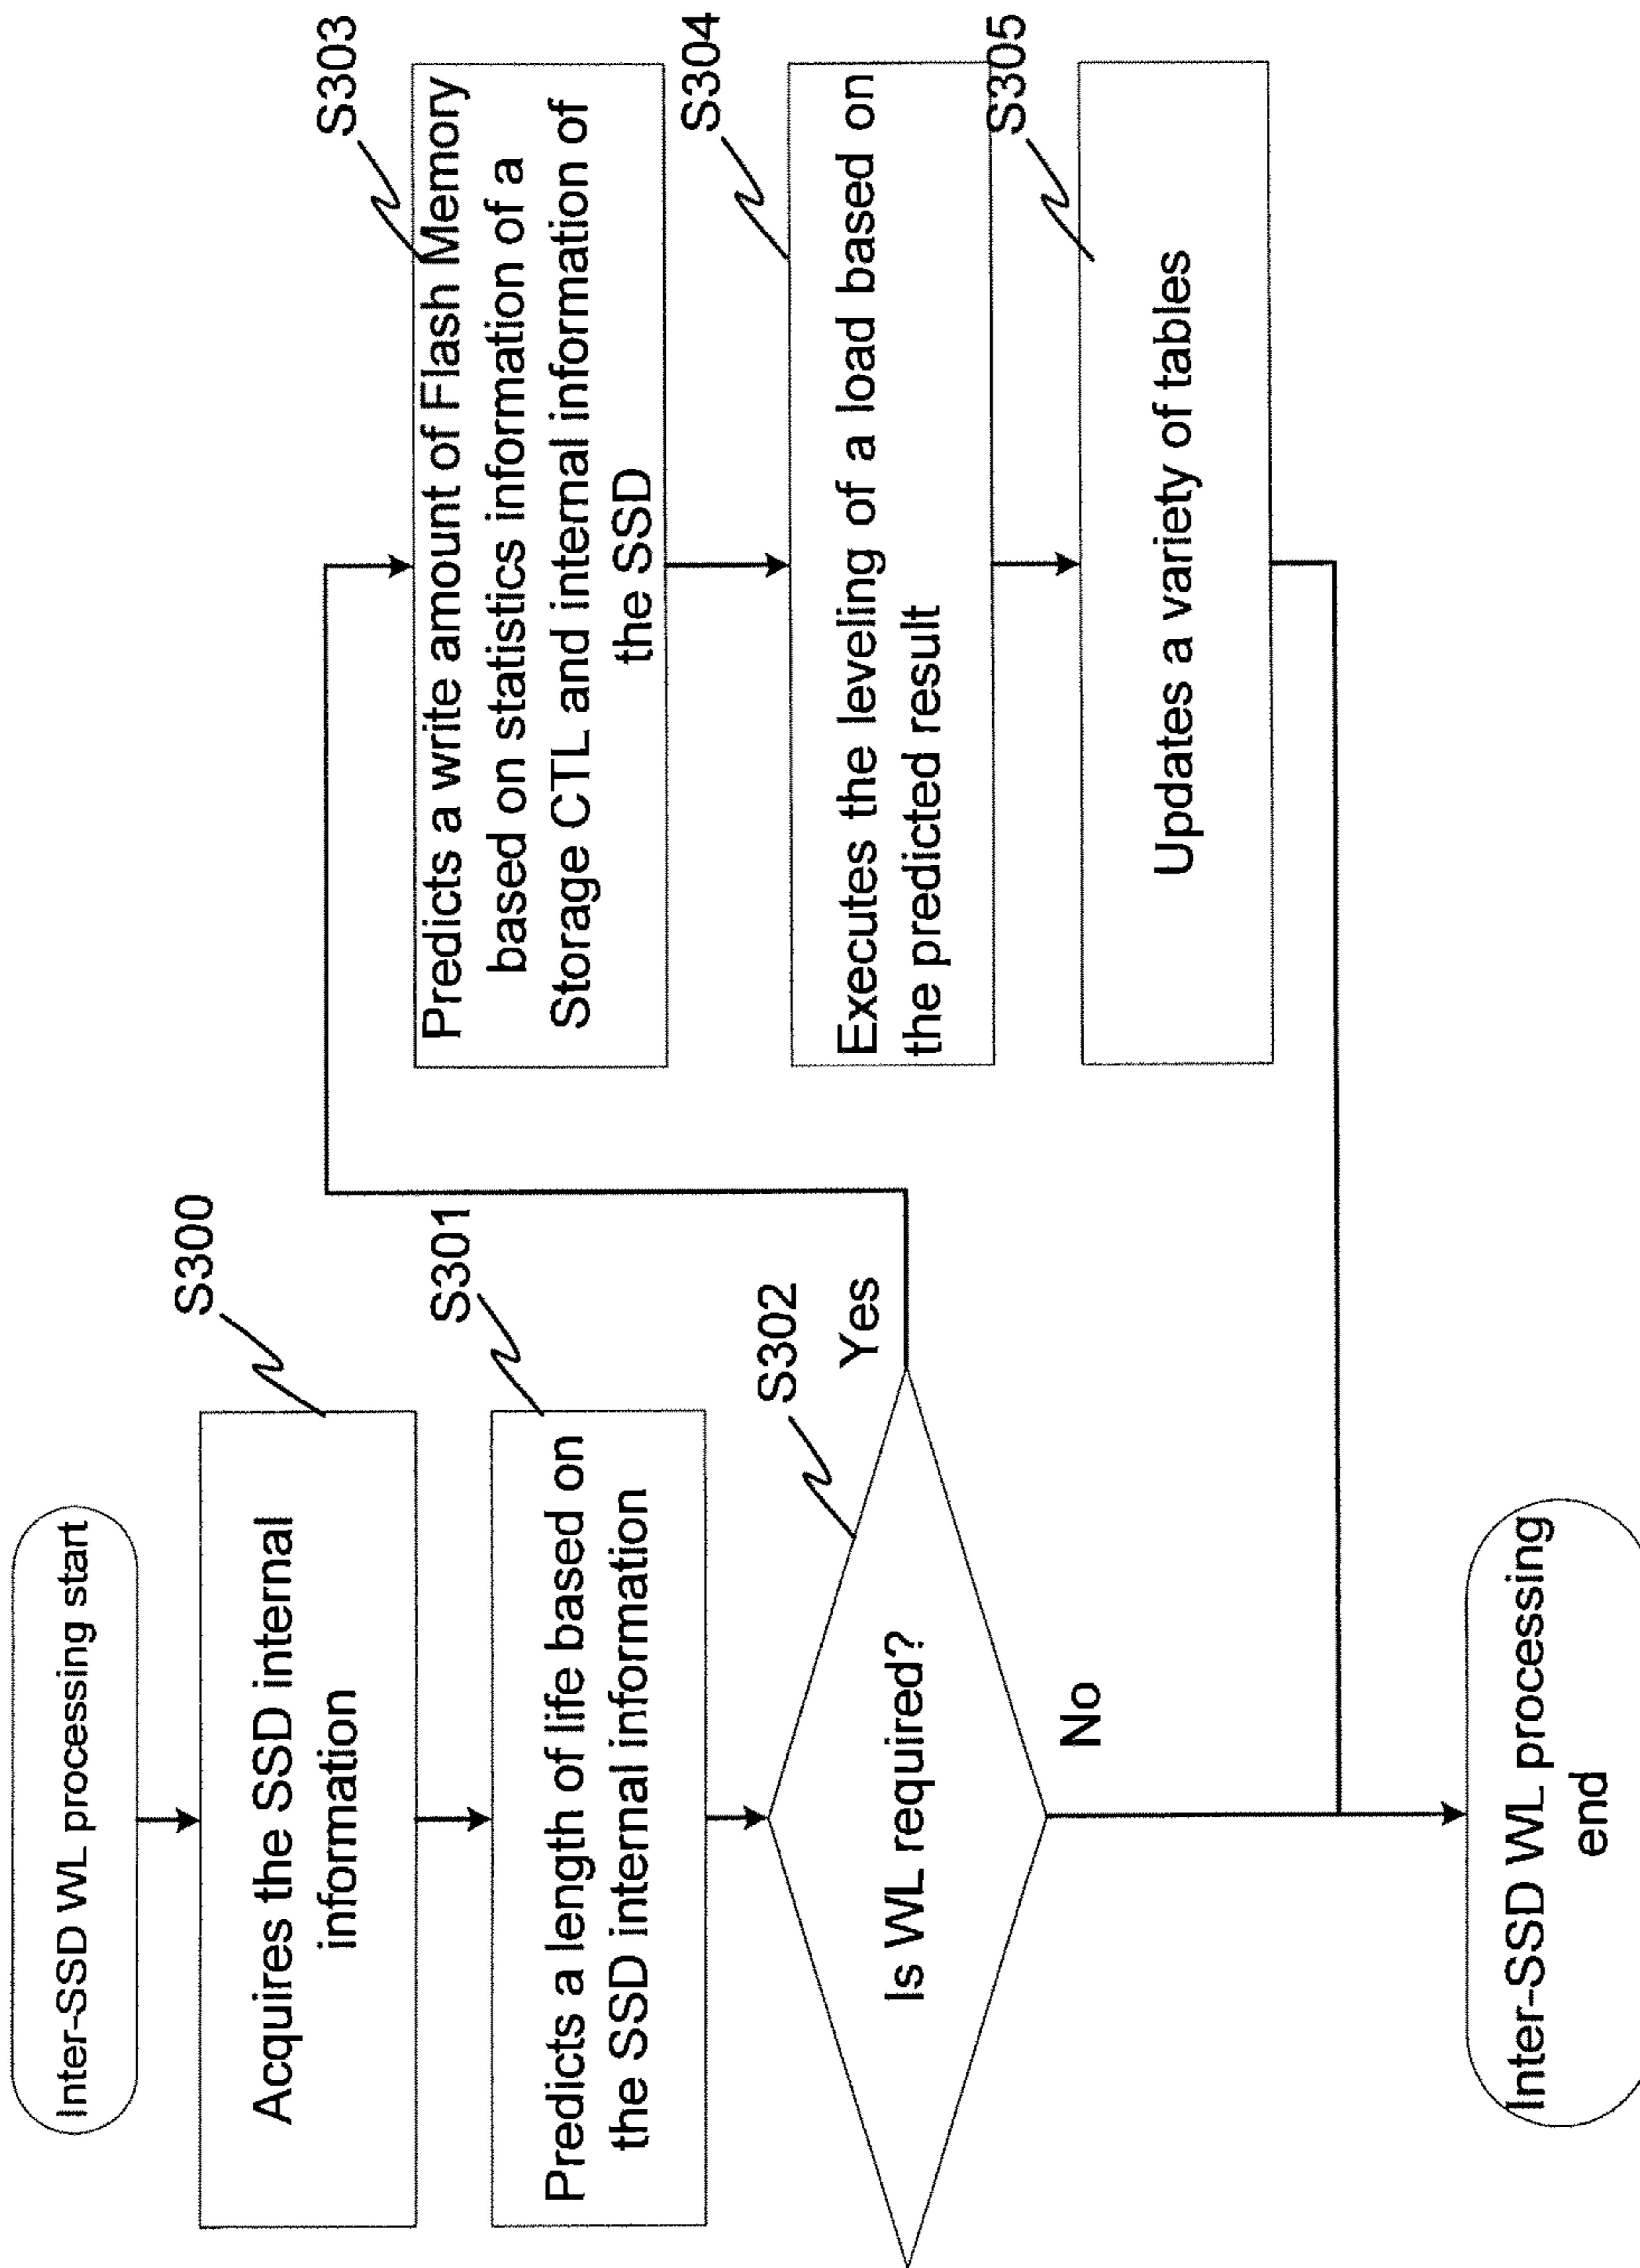 Inter-SSD WL processing start
S300
Acquires the SSD internal
information
S301
Predicts a length of life based on
the SSD internal information
S302
Is WL required?
Yes
No
S303
Predicts a write amount of Flash Memory
based on statistics information of a
Storage CTL and internal information of
the SSD
S304
Executes the leveling of a load based on
the predicted result
S305
Updates a variety of tables
Inter-SSD WL processing
end